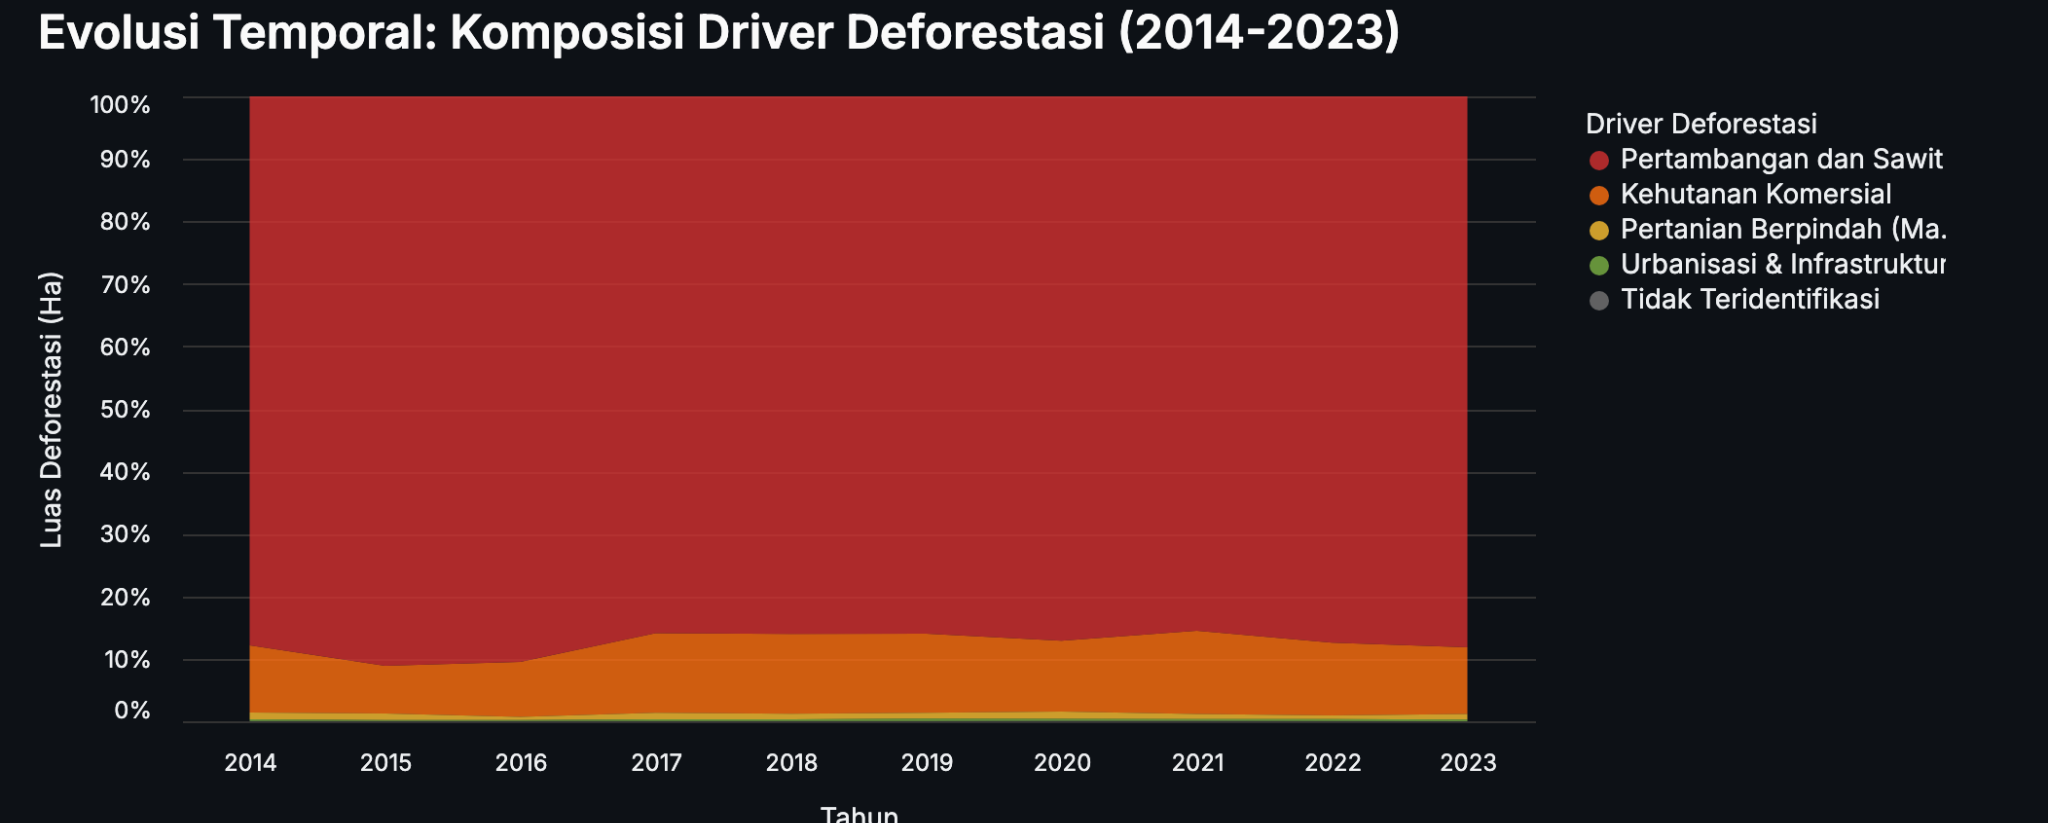 Evolusi Temporal: Komposisi Driver Deforestasi (2014-2023)
100%
90%
80%
70%
60%
50%
40%
30%
20%
10%
0%
Luas Deforestasi (Ha)
2014 2015 2016 2017 2018 2019 2020 2021 2022 2023
Tahun
Driver Deforestasi
Pertambangan dan Sawit
Kehutanan Komersial
Pertanian Berpindah (Ma.
Urbanisasi & Infrastruktur
Tidak Teridentifikasi